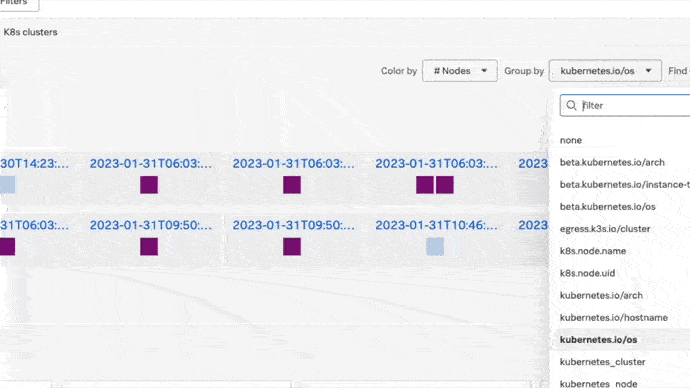 Filters
K8s clusters
Color by # Nodes Group by kubernetes.io/os Find
filter
none
beta.kubernetes.io/arch
beta.kubernetes.io/instance-t
beta.kubernetes.io/os
egress.k3s.io/cluster
k8s.node.name
k8s.node.uid
kubernetes.io/arch
kubernetes.io/hostname
kubernetes.io/os
kubernetes_cluster
kubernetes_node
30T14:23:... 2023-01-31T06:03:... 2023-01-31T06:03:... 2023-01-31T06:03:... 2023
31T06:03:... 2023-01-31T09:50:... 2023-01-31T09:50:... 2023-01-31T10:46:... 2023